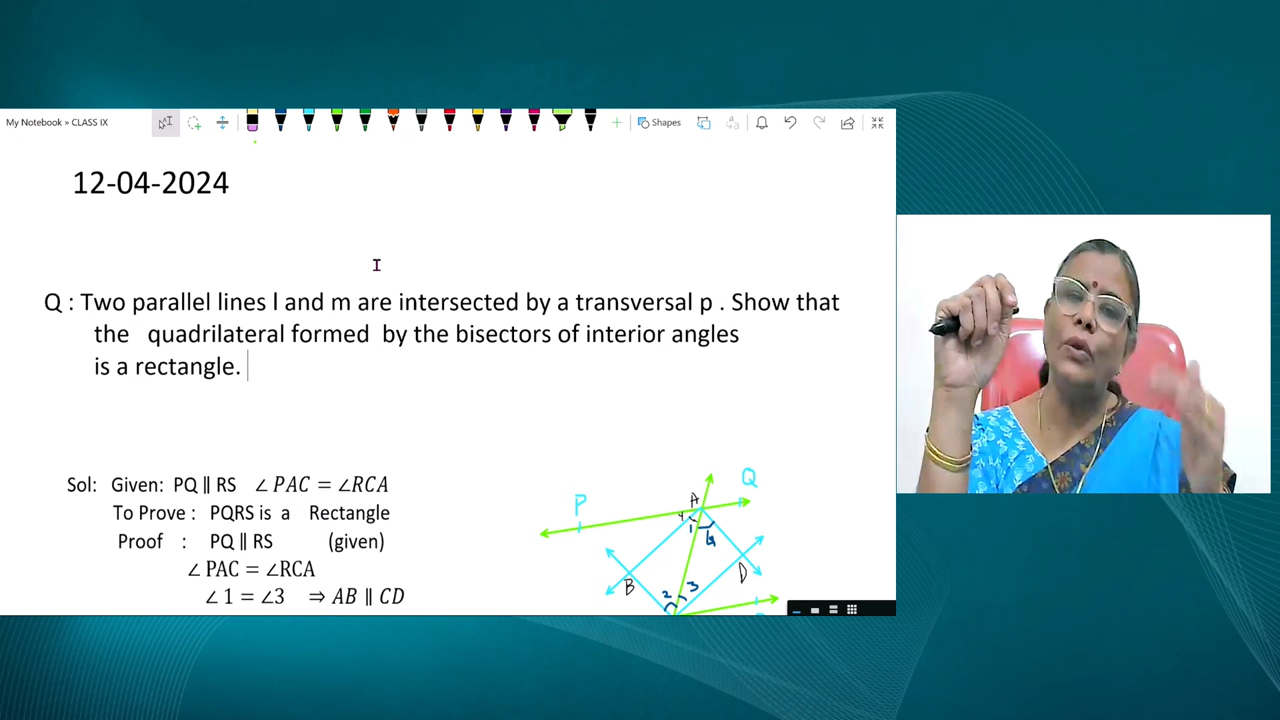 My Notebook » CLASS IX
Shapes
12-04-2024
Q : Two parallel lines l and m are intersected by a transversal p . Show that
the quadrilateral formed by the bisectors of interior angles
is a rectangle.
Sol: Given: PQ ∥ RS ∠ PAC = ∠RCA
To Prove : PQRS is a Rectangle
Proof : PQ ∥ RS (given)
∠ PAC = ∠RCA
∠ 1 = ∠3 ⇒ AB ∥ CD
P
A
Q
1
B
D
2
3